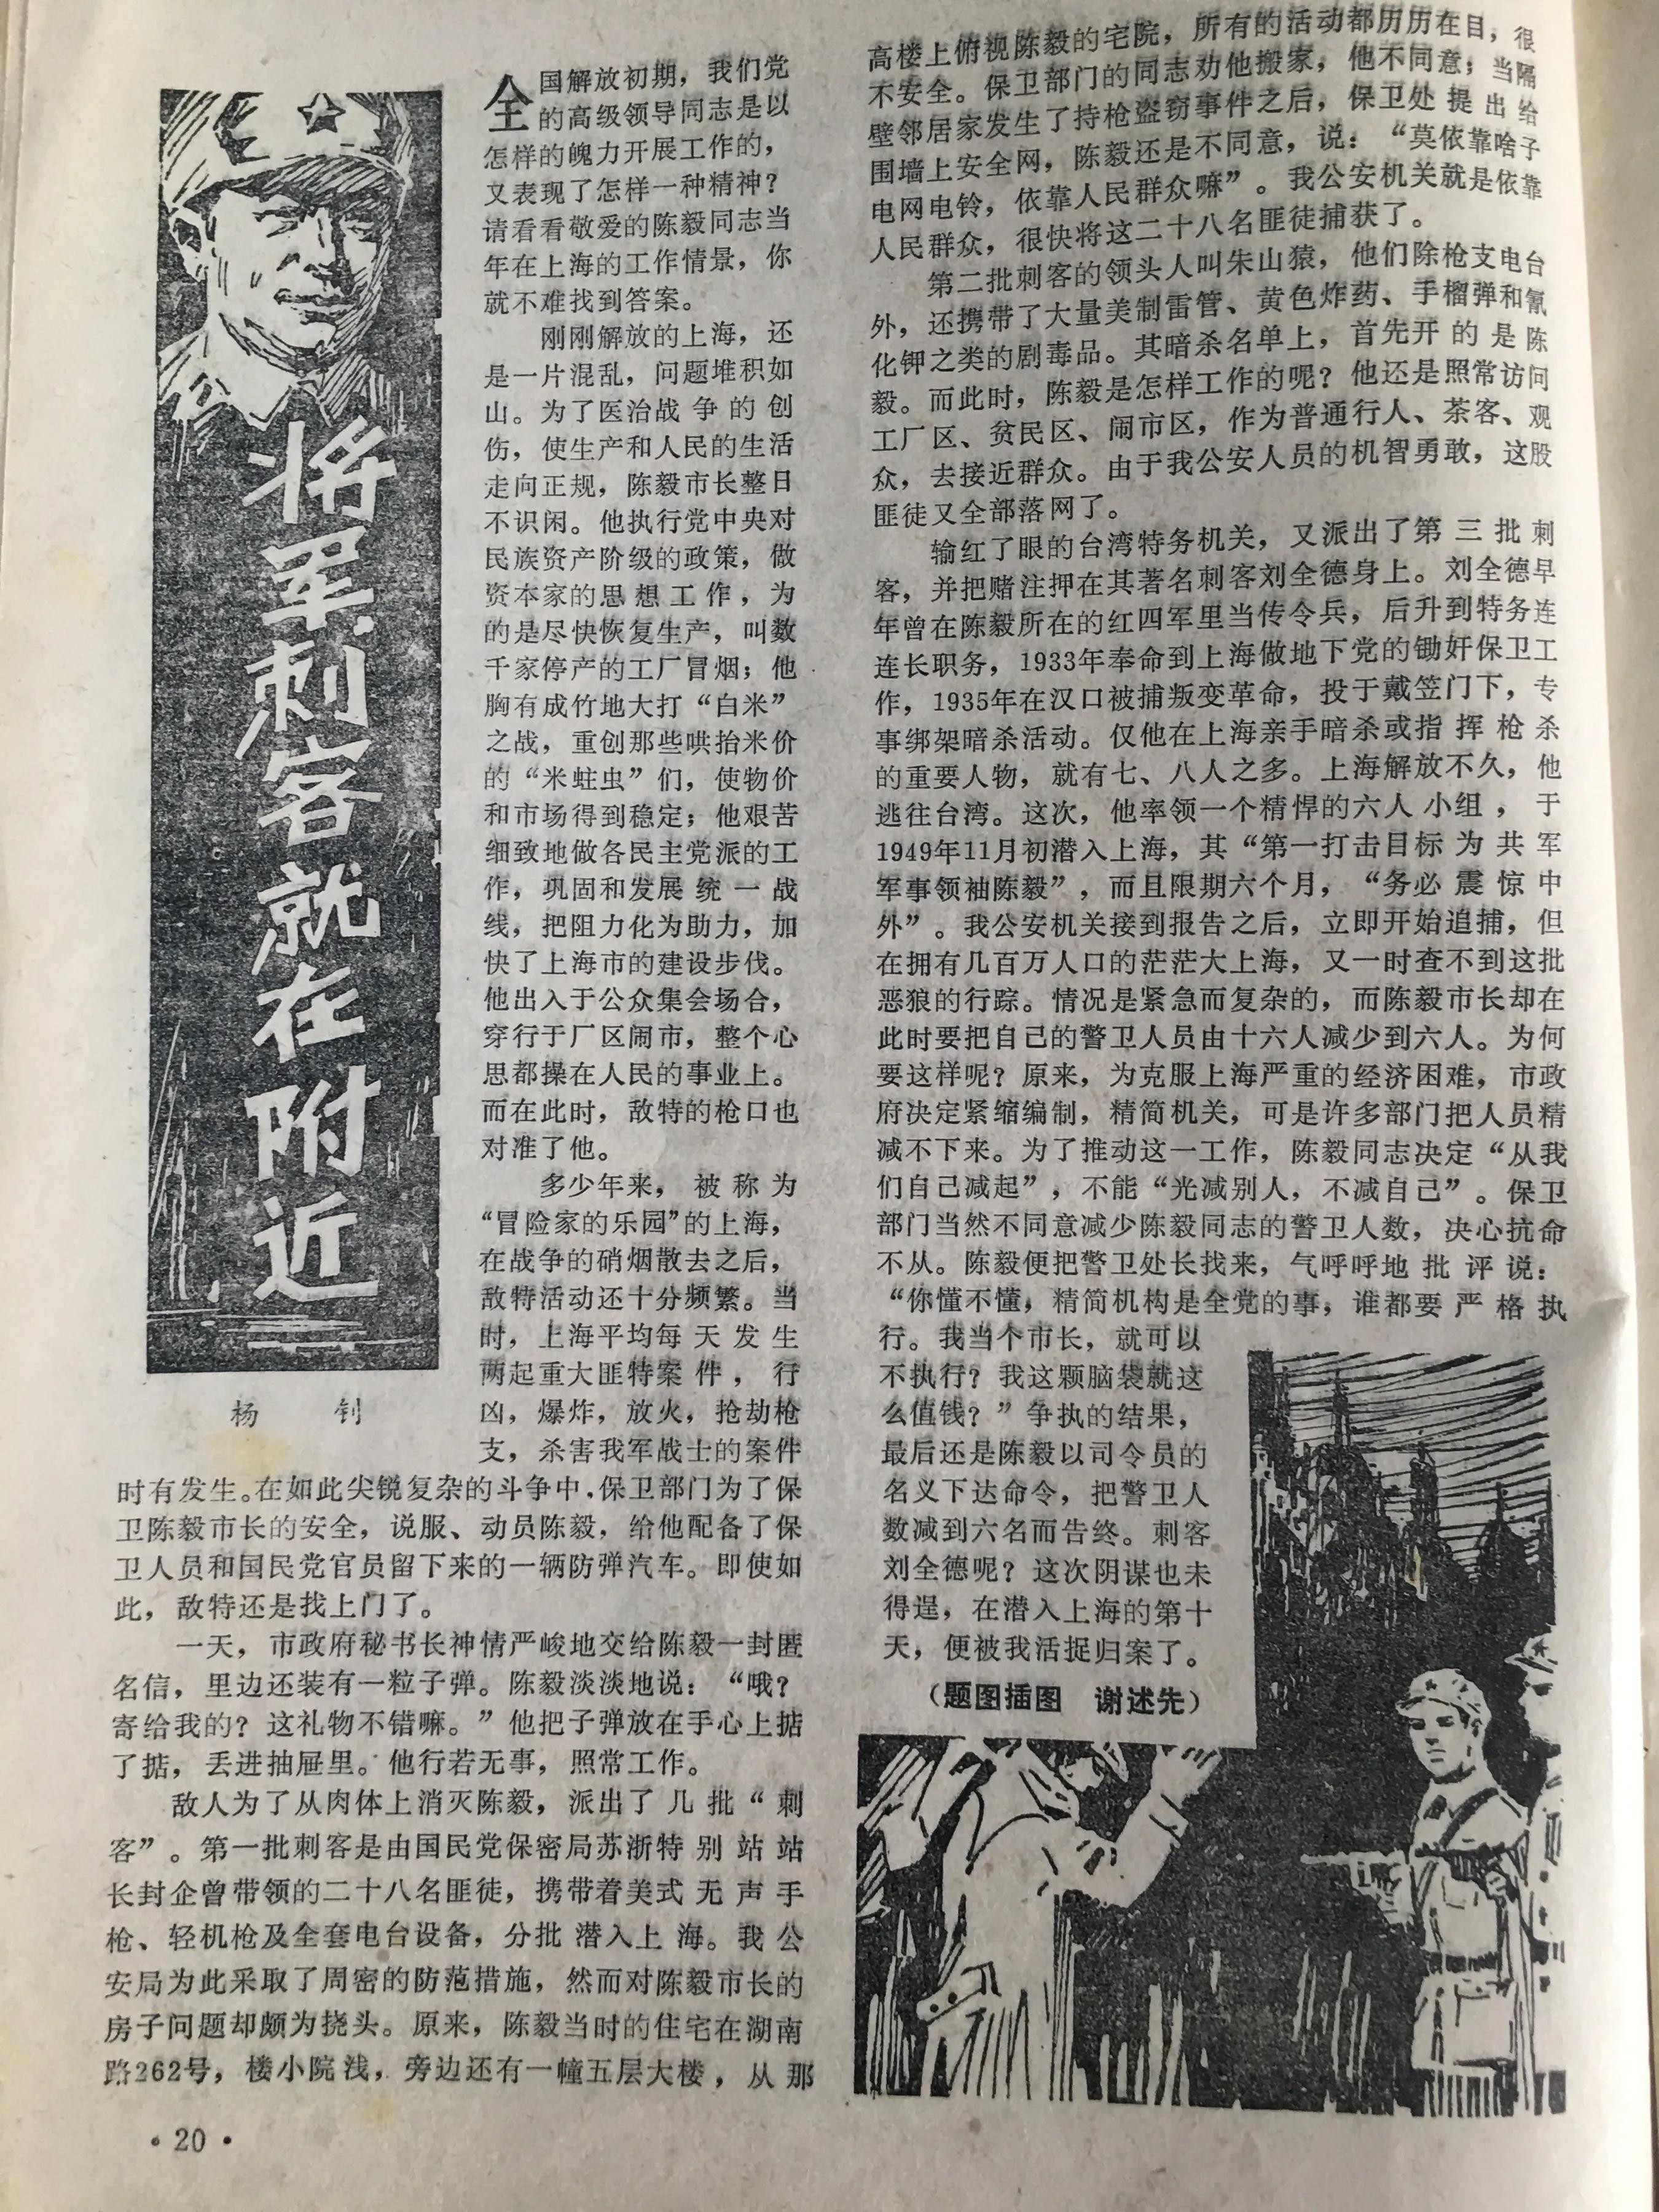 将军刺客就在附近
杨钊
全国解放初期，我们党
的高级领导同志是以
怎样的魄力开展工作的，
又表现了怎样一种精神？
请看看敬爱的陈毅同志当
年在上海的工作情景，你
就不难找到答案。
刚刚解放的上海，还
是一片混乱，问题堆积如
山。为了医治战争的创
伤，使生产和人民的生活
走向正规，陈毅市长整日
不识闲。他执行党中央对
民族资产阶级的政策，做
资本家的思想工作，为
的是尽快恢复生产，叫数
千家停产的工厂冒烟；他
胸有成竹地大打“白米”
之战，重创那些哄抬米价
的“米蛀虫”们，使物价
和市场得到稳定；他艰苦
细致地做各民主党派的工
作，巩固和发展统一战
线，把阻力化为助力，加
快了上海市的建设步伐。
他出入于公众集会场合，
穿行于厂区闹市，整个心
思都操在人民的事业上。
而在此时，敌特的枪口也
对准了他。
多少年来，被称为
“冒险家的乐园”的上海，
在战争的硝烟散去之后，
敌特活动还十分频繁。当
时，上海平均每天发生
两起重大匪特案件，行
凶，爆炸，放火，抢劫枪
支，杀害我军战士的案件
时有发生。在如此尖锐复杂的斗争中，保卫部门为了保
卫陈毅市长的安全，说服、动员陈毅，给他配备了保
卫人员和国民党官员留下来的一辆防弹汽车。即使如
此，敌特还是找上门了。
一天，市政府秘书长神情严峻地交给陈毅一封匿
名信，里边还装有一粒子弹。陈毅淡淡地说：“哦？
寄给我的？这礼物不错嘛。”他把子弹放在手心上掂
了掂，丢进抽屉里。他行若无事，照常工作。
敌人为了从肉体上消灭陈毅，派出了几批“刺
客”。第一批刺客是由国民党保密局苏浙特别站站
长封企曾带领的二十八名匪徒，携带着美式无声手
枪、轻机枪及全套电台设备，分批潜入上海。我公
安局为此采取了周密的防范措施，然而对陈毅市长的
房子问题却颇为挠头。原来，陈毅当时的住宅在湖南
路262号，楼小院浅，旁边还有一幢五层大楼，从那
高楼上俯视陈毅的宅院，所有的活动都历历在目，很
不安全。保卫部门的同志劝他搬家，他不同意；当隔
壁邻居家发生了持枪盗窃事件之后，保卫处提出给
围墙上安全网，陈毅还是不同意，说：“莫依靠啥子
电网电铃，依靠人民群众嘛”。我公安机关就是依靠
人民群众，很快将这二十八名匪徒捕获了。
第二批刺客的领头人叫朱山猿，他们除枪支电台
外，还携带了大量美制雷管、黄色炸药、手榴弹和氰
化钾之类的剧毒品。其暗杀名单上，首先开的是陈
毅。而此时，陈毅是怎样工作的呢？他还是照常访问
工厂区、贫民区、闹市区，作为普通行人、茶客、观
众，去接近群众。由于我公安人员的机智勇敢，这股
匪徒又全部落网了。
输红了眼的台湾特务机关，又派出了第三批刺
客，并把赌注押在其著名刺客刘全德身上。刘全德早
年曾在陈毅所在的红四军里当传令兵，后升到特务连
连长职务，1933年奉命到上海做地下党的锄奸保卫工
作，1935年在汉口被捕叛变革命，投于戴笠门下，专
事绑架暗杀活动。仅他在上海亲手暗杀或指挥枪杀
的重要人物，就有七、八人之多。上海解放不久，他
逃往台湾。这次，他率领一个精悍的六人小组，于
1949年11月初潜入上海，其“第一打击目标为共军
军事领袖陈毅”，而且限期六个月，“务必震惊中
外”。我公安机关接到报告之后，立即开始追捕，但
在拥有几百万人口的茫茫大上海，又一时查不到这批
恶狼的行踪。情况是紧急而复杂的，而陈毅市长却在
此时要把自己的警卫人员由十六人减少到六人。为何
要这样呢？原来，为克服上海严重的经济困难，市政
府决定紧缩编制，精简机关，可是许多部门把人员精
减不下来。为了推动这一工作，陈毅同志决定“从我
们自己减起”，不能“光减别人，不减自己”。保卫
部门当然不同意减少陈毅同志的警卫人数，决心抗命
不从。陈毅便把警卫处长找来，气呼呼地批评说：
“你懂不懂，精简机构是全党的事，谁都要严格执
行。我当个市长，就可以
不执行？我这颗脑袋就这
么值钱？”争执的结果，
最后还是陈毅以司令员的
名义下达命令，把警卫人
数减到六名而告终。刺客
刘全德呢？这次阴谋也未
得逞，在潜入上海的第十
天，便被我活捉归案了。
（题图插图　谢述先）
·20·